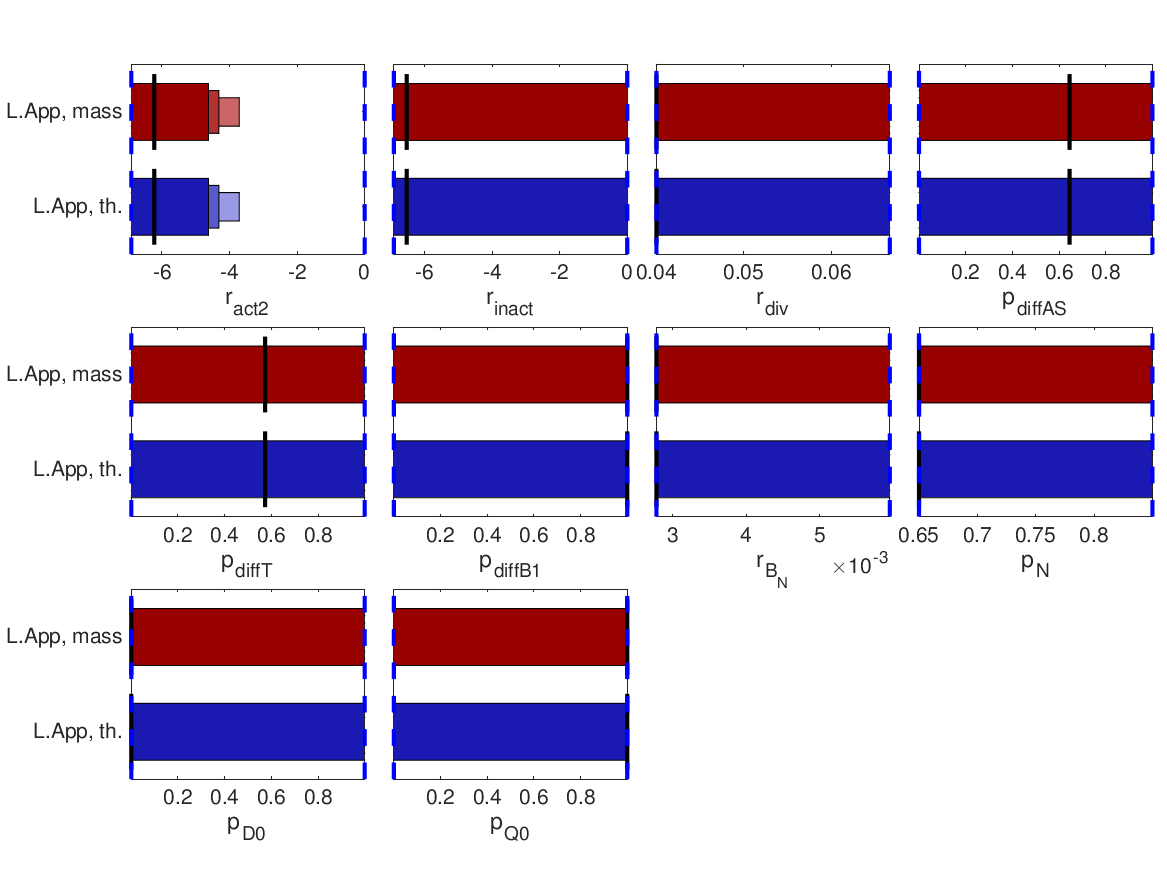 L.App, mass
L.App, th.
-6 -4 -2 0
r_act2
-6 -4 -2 0
r_inact
0.04 0.05 0.06
r_div
0.2 0.4 0.6 0.8
p_diffAS
L.App, mass
L.App, th.
0.2 0.4 0.6 0.8
p_diffT
0.2 0.4 0.6 0.8
p_diffB1
3 4 5
×10^-3
r_B_N
0.65 0.7 0.75 0.8
p_N
L.App, mass
L.App, th.
0.2 0.4 0.6 0.8
p_D0
0.2 0.4 0.6 0.8
p_Q0